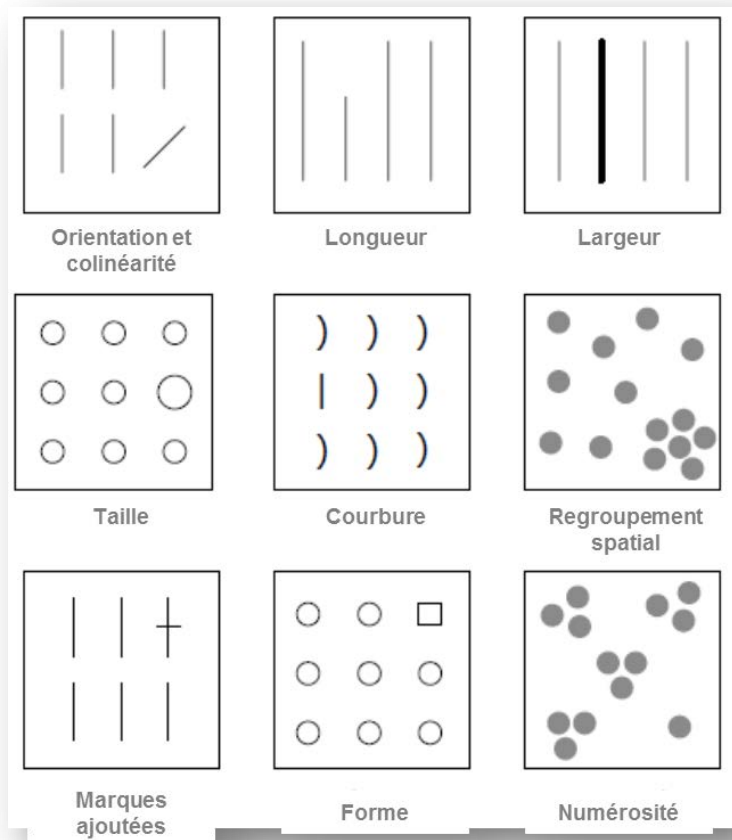 Orientation et
colinéarité
Longueur
Largeur
Taille
Courbure
Regroupement
spatial
Marques
ajoutées
Forme
Numérosité